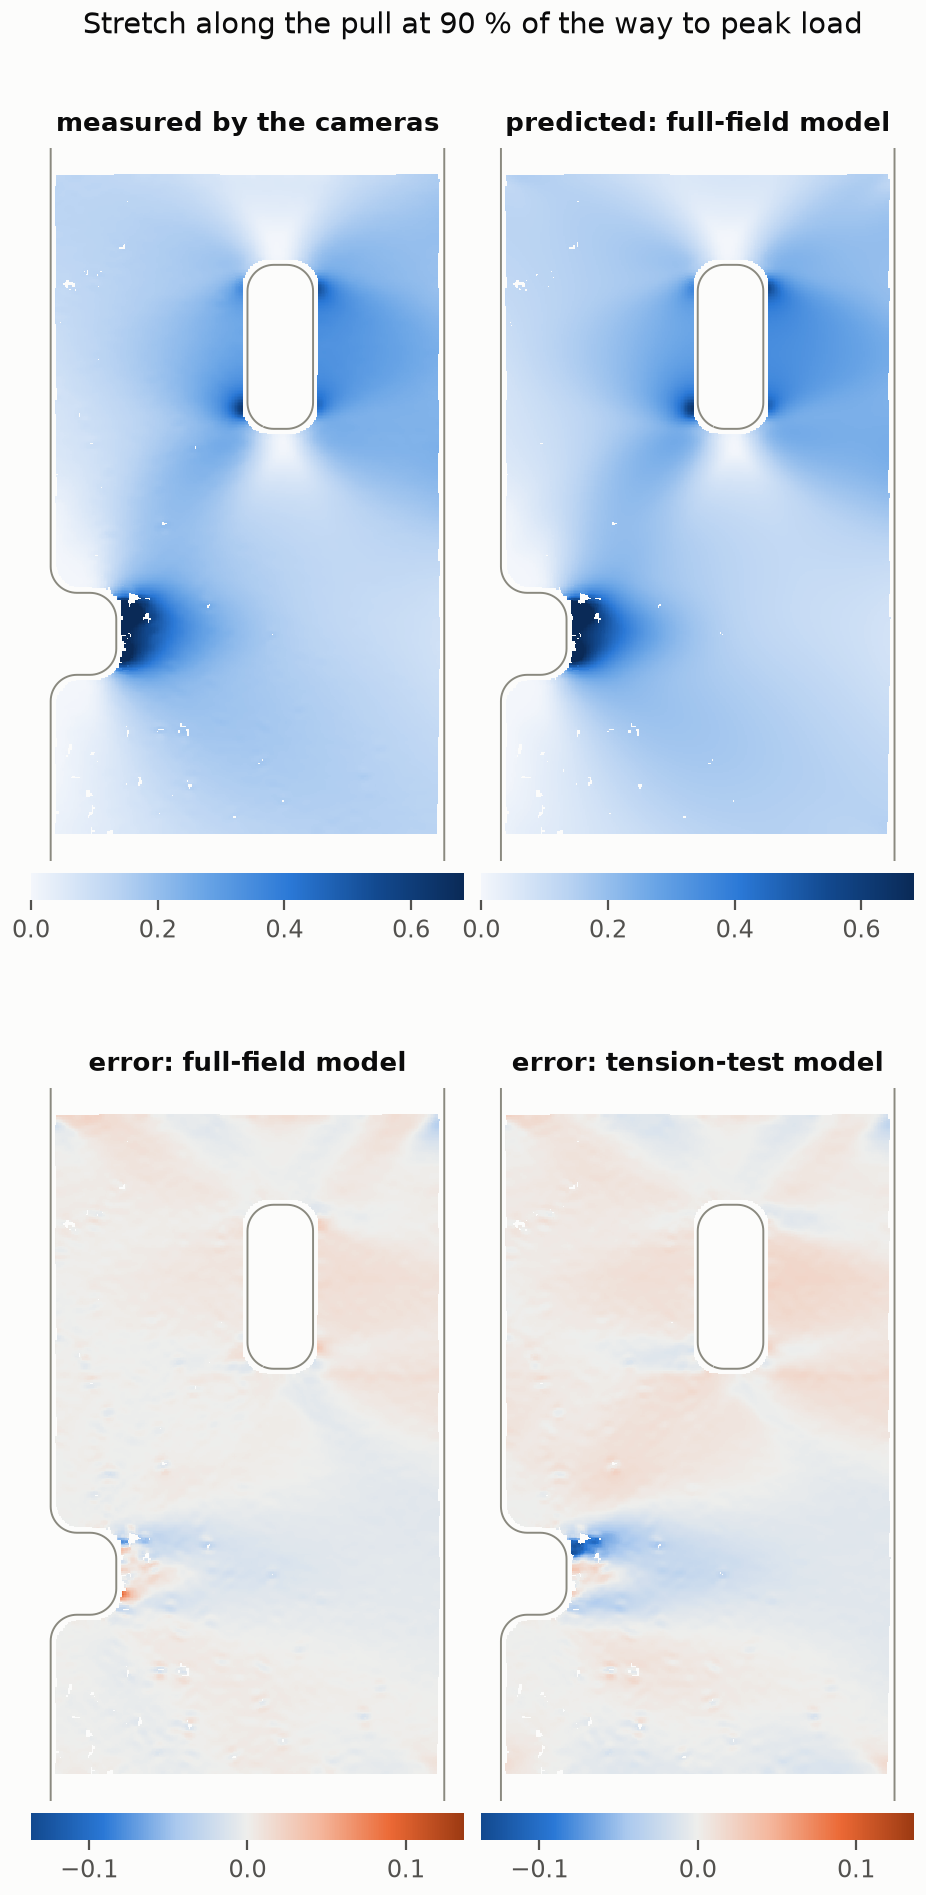 Stretch along the pull at 90 % of the way to peak load
measured by the cameras
predicted: full-field model
0.0 0.2 0.4 0.6
0.0 0.2 0.4 0.6
error: full-field model
error: tension-test model
−0.1 0.0 0.1
−0.1 0.0 0.1